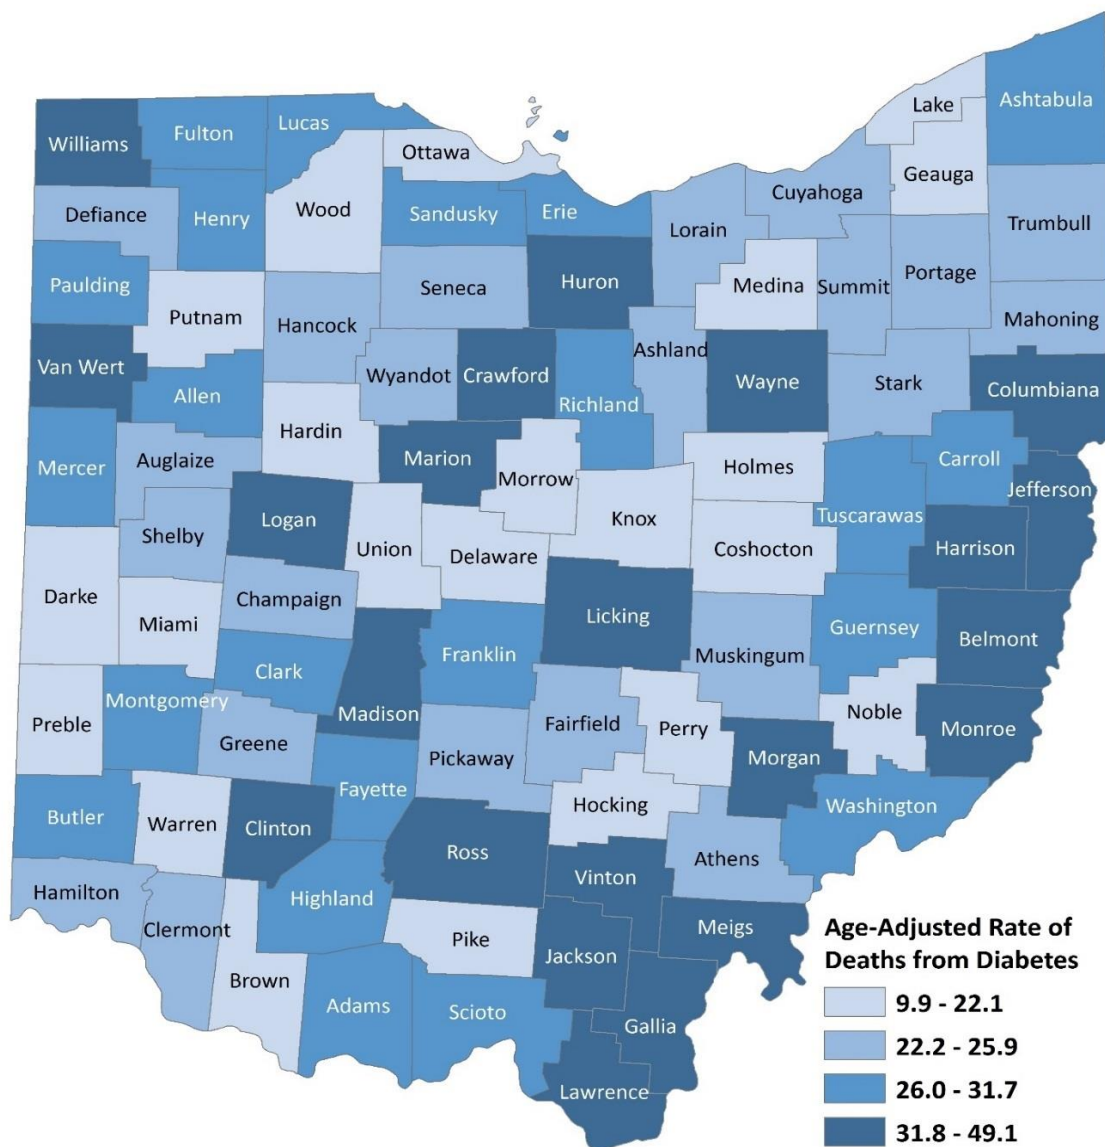 Lake
Ashtabula
Williams
Fulton
Lucas
Ottawa
Geauga
Cuyahoga
Defiance
Henry
Wood
Sandusky
Erie
Lorain
Trumbull
Paulding
Seneca
Huron
Medina
Summit
Portage
Putnam
Hancock
Mahoning
Van Wert
Allen
Wyandot
Crawford
Ashland
Richland
Wayne
Stark
Columbiana
Mercer
Auglaize
Hardin
Marion
Morrow
Holmes
Carroll
Jefferson
Logan
Shelby
Union
Delaware
Knox
Coshocton
Tuscarawas
Harrison
Darke
Miami
Champaign
Licking
Guernsey
Belmont
Clark
Franklin
Muskingum
Preble
Montgomery
Madison
Fairfield
Perry
Noble
Monroe
Greene
Pickaway
Morgan
Butler
Warren
Clinton
Fayette
Hocking
Washington
Ross
Athens
Hamilton
Highland
Vinton
Clermont
Pike
Jackson
Meigs
Brown
Adams
Scioto
Gallia
Lawrence
Age-Adjusted Rate of
Deaths from Diabetes
9.9 - 22.1
22.2 - 25.9
26.0 - 31.7
31.8 - 49.1